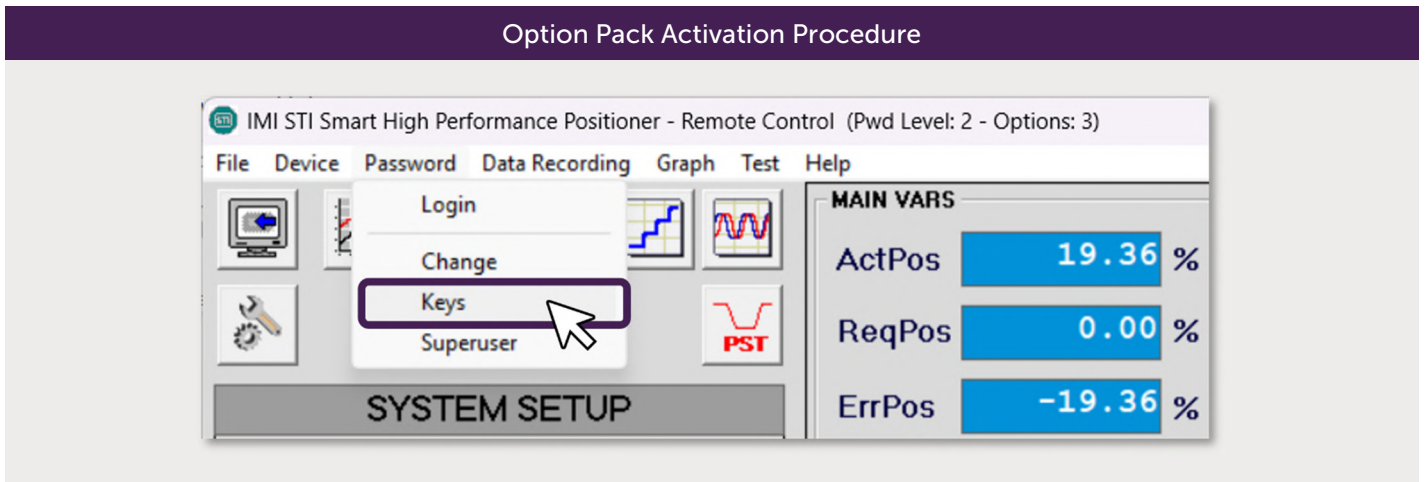 Option Pack Activation Procedure
STI
IMI STI Smart High Performance Positioner - Remote Control (Pwd Level: 2 - Options: 3)
File Device Password Data Recording Graph Test Help
Login
Change
Keys
Superuser
PST
SYSTEM SETUP
MAIN VARS
ActPos 19.36 %
ReqPos 0.00 %
ErrPos -19.36 %